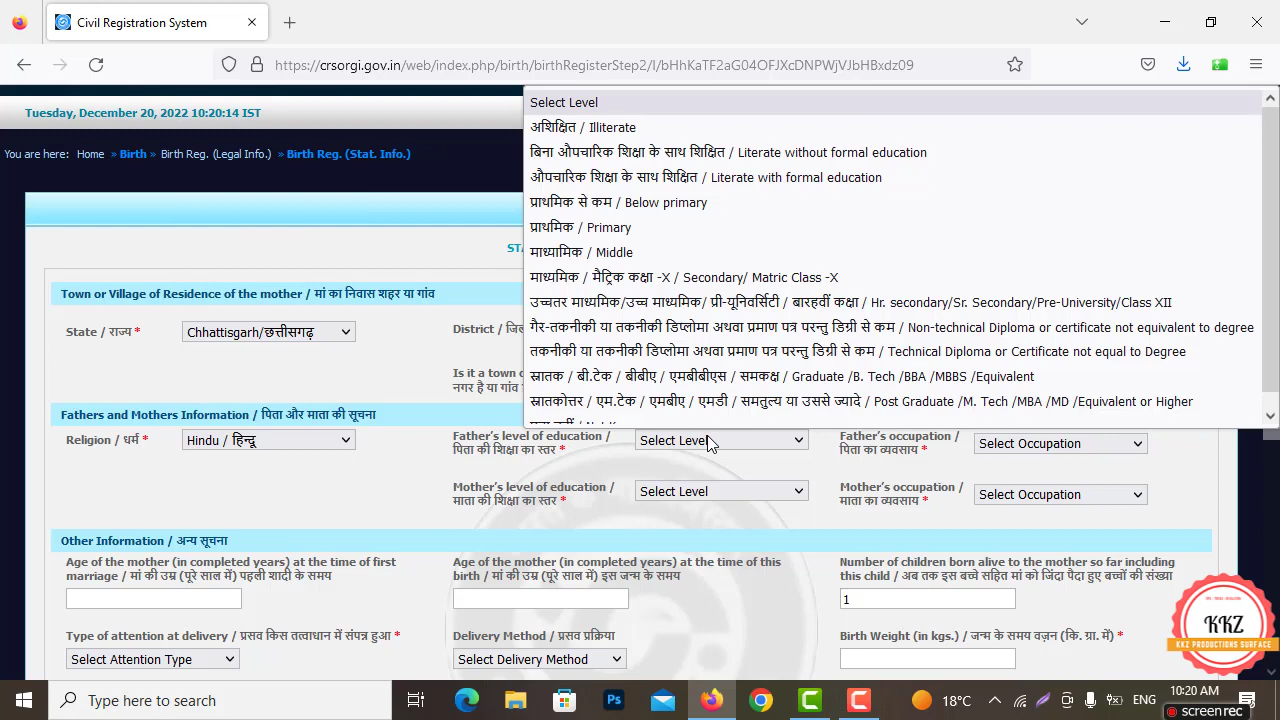 Civil Registration System
https://crsorgi.gov.in/web/index.php/birth/birthRegisterStep2/I/bHhKaTF2aG04OFJXcDNPWjVJbHBxdz09
Tuesday, December 20, 2022 10:20:14 IST
You are here: Home » Birth » Birth Reg. (Legal Info.) » Birth Reg. (Stat. Info.)
Select Level
अशिक्षित / Illiterate
बिना औपचारिक शिक्षा के साथ शिक्षित / Literate without formal education
औपचारिक शिक्षा के साथ शिक्षित / Literate with formal education
प्राथमिक से कम / Below primary
प्राथमिक / Primary
माध्यामिक / Middle
माध्यमिक / मैट्रिक कक्षा -X / Secondary/ Matric Class -X
उच्चतर माध्यमिक/उच्च माध्यमिक/ प्री-यूनिवर्सिटी / बारहवीं कक्षा / Hr. secondary/Sr. Secondary/Pre-University/Class XII
गैर-तकनीकी या तकनीकी डिप्लोमा अथवा प्रमाण पत्र परन्तु डिग्री से कम / Non-technical Diploma or certificate not equivalent to degree
तकनीकी या तकनीकी डिप्लोमा अथवा प्रमाण पत्र परन्तु डिग्री से कम / Technical Diploma or Certificate not equal to Degree
स्नातक / बी.टेक / बीबीए / एमबीबीएस / समकक्ष / Graduate /B. Tech /BBA /MBBS /Equivalent
स्नातकोत्तर / एम.टेक / एमबीए / एमडी / समतुल्य या उससे ज्यादे / Post Graduate /M. Tech /MBA /MD /Equivalent or Higher
Town or Village of Residence of the mother / मां का निवास शहर या गांव
State / राज्य * Chhattisgarh/छत्तीसगढ़ District /
Is it a town
नगर है या गांव
Fathers and Mothers Information / पिता और माता की सूचना
Religion / धर्म * Hindu / हिन्दू
Father's level of education /
पिता की शिक्षा का स्तर *
Select Level
Father's occupation /
पिता का व्यवसाय *
Select Occupation
Mother's level of education /
माता की शिक्षा का स्तर *
Select Level
Mother's occupation /
माता का व्यवसाय *
Select Occupation
Other Information / अन्य सूचना
Age of the mother (in completed years) at the time of first
marriage / मां की उम्र (पूरे साल में) पहली शादी के समय
Age of the mother (in completed years) at the time of this
birth / मां की उम्र (पूरे साल में) इस जन्म के समय
Number of children born alive to the mother so far including
this child / अब तक इस बच्चे सहित मां को जिंदा पैदा हुए बच्चों की संख्या
1
Type of attention at delivery / प्रसव किस तत्वाधान में संपन्न हुआ *
Select Attention Type
Delivery Method / प्रसव प्रक्रिया
Select Delivery Method
Birth Weight (in kgs.) / जन्म के समय वज़न (कि. ग्रा. में) *
KKZ
KKZ PRODUCTIONS SURFACE
Type here to search
Ps
18°C
ENG
10:20 AM
screen rec